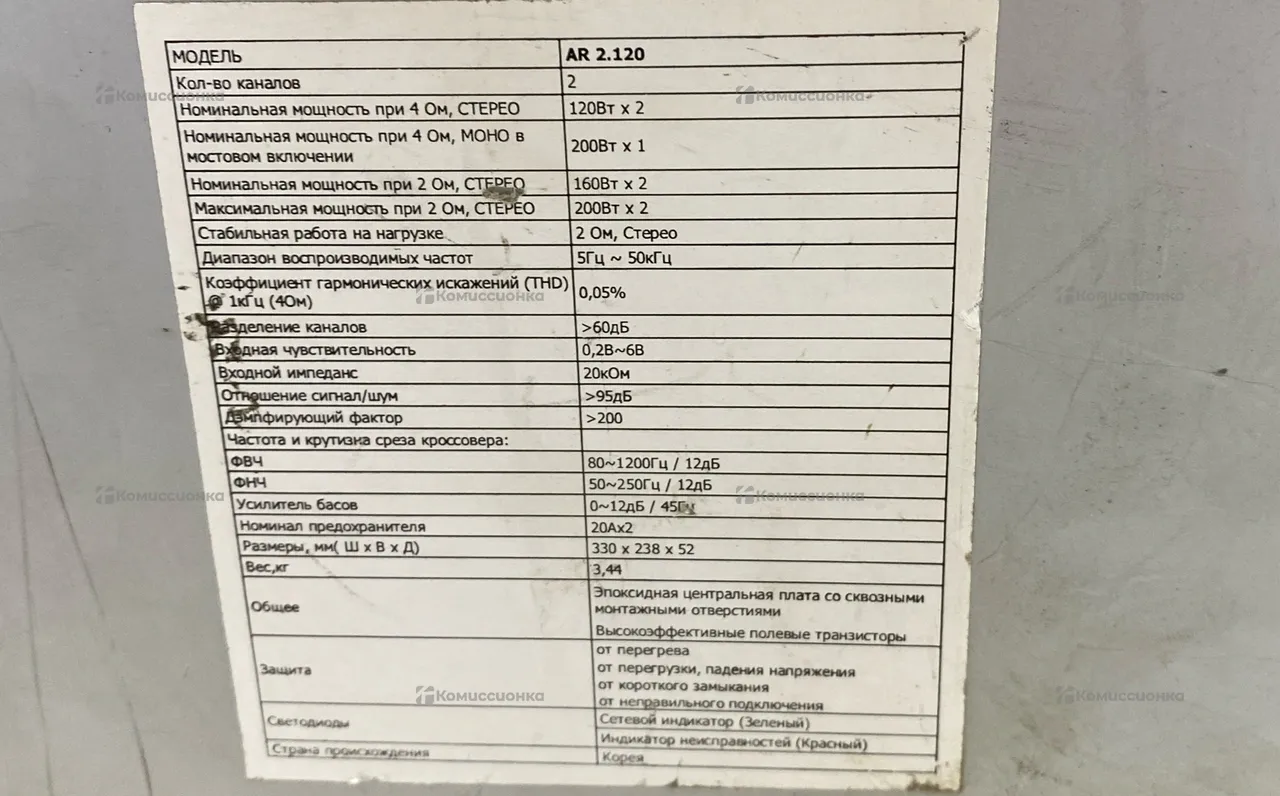 МОДЕЛЬ AR 2.120
Кол-во каналов 2
Номинальная мощность при 4 Ом, СТЕРЕО 120Вт x 2
Номинальная мощность при 4 Ом, МОНО в
мостовом включении 200Вт x 1
Номинальная мощность при 2 Ом, СТЕРЕО 160Вт x 2
Максимальная мощность при 2 Ом, СТЕРЕО 200Вт x 2
Стабильная работа на нагрузке 2 Ом, Стерео
Диапазон воспроизводимых частот 5Гц ~ 50кГц
Коэффициент гармонических искажений (THD)
@ 1кГц (4Ом) 0,05%
Разделение каналов >60дБ
Входная чувствительность 0,2В~6В
Входной импеданс 20кОм
Отношение сигнал/шум >95дБ
Дэмпфирующий фактор >200
Частота и крутизна среза кроссовера:
ФВЧ 80~1200Гц / 12дБ
ФНЧ 50~250Гц / 12дБ
Усилитель басов 0~12дБ / 45Гц
Номинал предохранителя 20Ах2
Размеры, мм( Ш х В х Д) 330 x 238 x 52
Вес,кг 3,44
Общее Эпоксидная центральная плата со сквозными
монтажными отверстиями
Высокоэффективные полевые транзисторы
Защита от перегрева
от перегрузки, падения напряжения
от короткого замыкания
от неправильного подключения
Светодиоды Сетевой индикатор (Зеленый)
Индикатор неисправностей (Красный)
Страна происхождения Корея
Комиссионка
Комиссионка
Комиссионка
Комиссионка
Комиссионка
Комиссионка
Комиссионка
Комиссионка